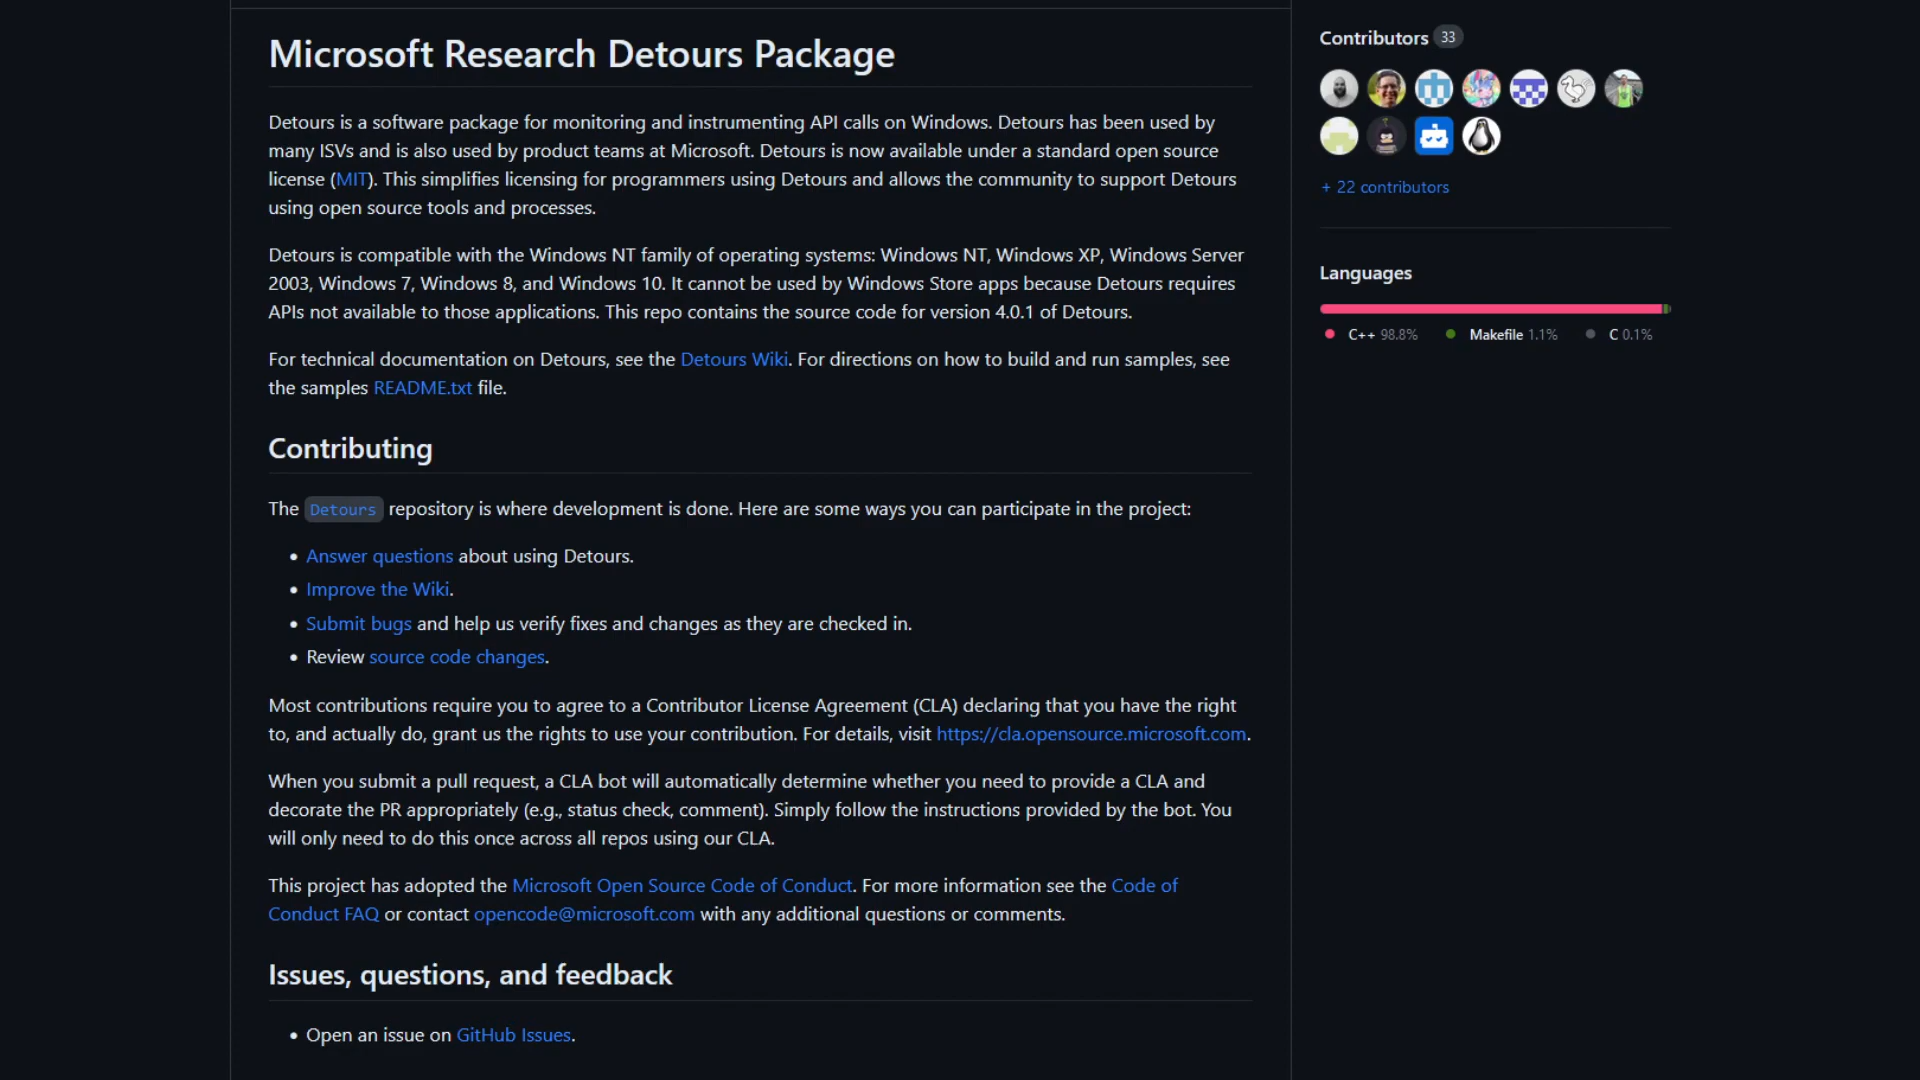 Microsoft Research Detours Package
Detours is a software package for monitoring and instrumenting API calls on Windows. Detours has been used by
many ISVs and is also used by product teams at Microsoft. Detours is now available under a standard open source
license (MIT). This simplifies licensing for programmers using Detours and allows the community to support Detours
using open source tools and processes.
Detours is compatible with the Windows NT family of operating systems: Windows NT, Windows XP, Windows Server
2003, Windows 7, Windows 8, and Windows 10. It cannot be used by Windows Store apps because Detours requires
APIs not available to those applications. This repo contains the source code for version 4.0.1 of Detours.
For technical documentation on Detours, see the Detours Wiki. For directions on how to build and run samples, see
the samples README.txt file.
Contributing
The Detours repository is where development is done. Here are some ways you can participate in the project:
• Answer questions about using Detours.
• Improve the Wiki.
• Submit bugs and help us verify fixes and changes as they are checked in.
• Review source code changes.
Most contributions require you to agree to a Contributor License Agreement (CLA) declaring that you have the right
to, and actually do, grant us the rights to use your contribution. For details, visit https://cla.opensource.microsoft.com.
When you submit a pull request, a CLA bot will automatically determine whether you need to provide a CLA and
decorate the PR appropriately (e.g., status check, comment). Simply follow the instructions provided by the bot. You
will only need to do this once across all repos using our CLA.
This project has adopted the Microsoft Open Source Code of Conduct. For more information see the Code of
Conduct FAQ or contact opencode@microsoft.com with any additional questions or comments.
Issues, questions, and feedback
• Open an issue on GitHub Issues.
Contributors 33
+ 22 contributors
Languages
C++ 98.8% Makefile 1.1% C 0.1%